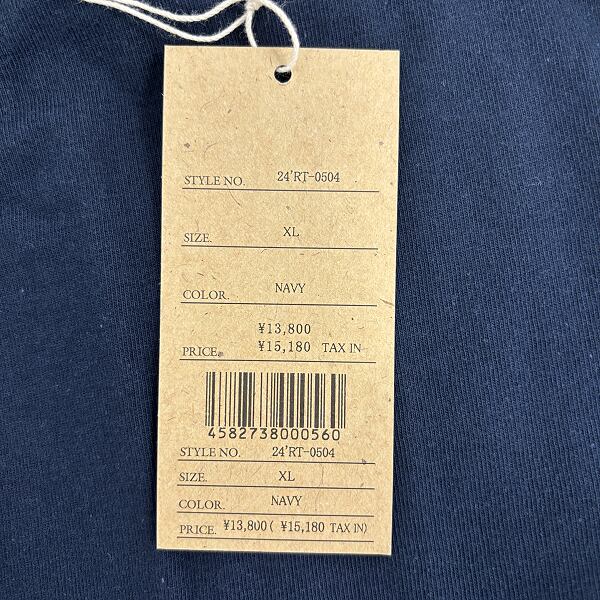 STYLE NO. 24'RT-0504
SIZE. XL
COLOR. NAVY
¥13,800
PRICE. ¥15,180 TAX IN
4582738000560
STYLE NO. 24'RT-0504
SIZE. XL
COLOR. NAVY
PRICE. ¥13,800( ¥15,180 TAX IN)